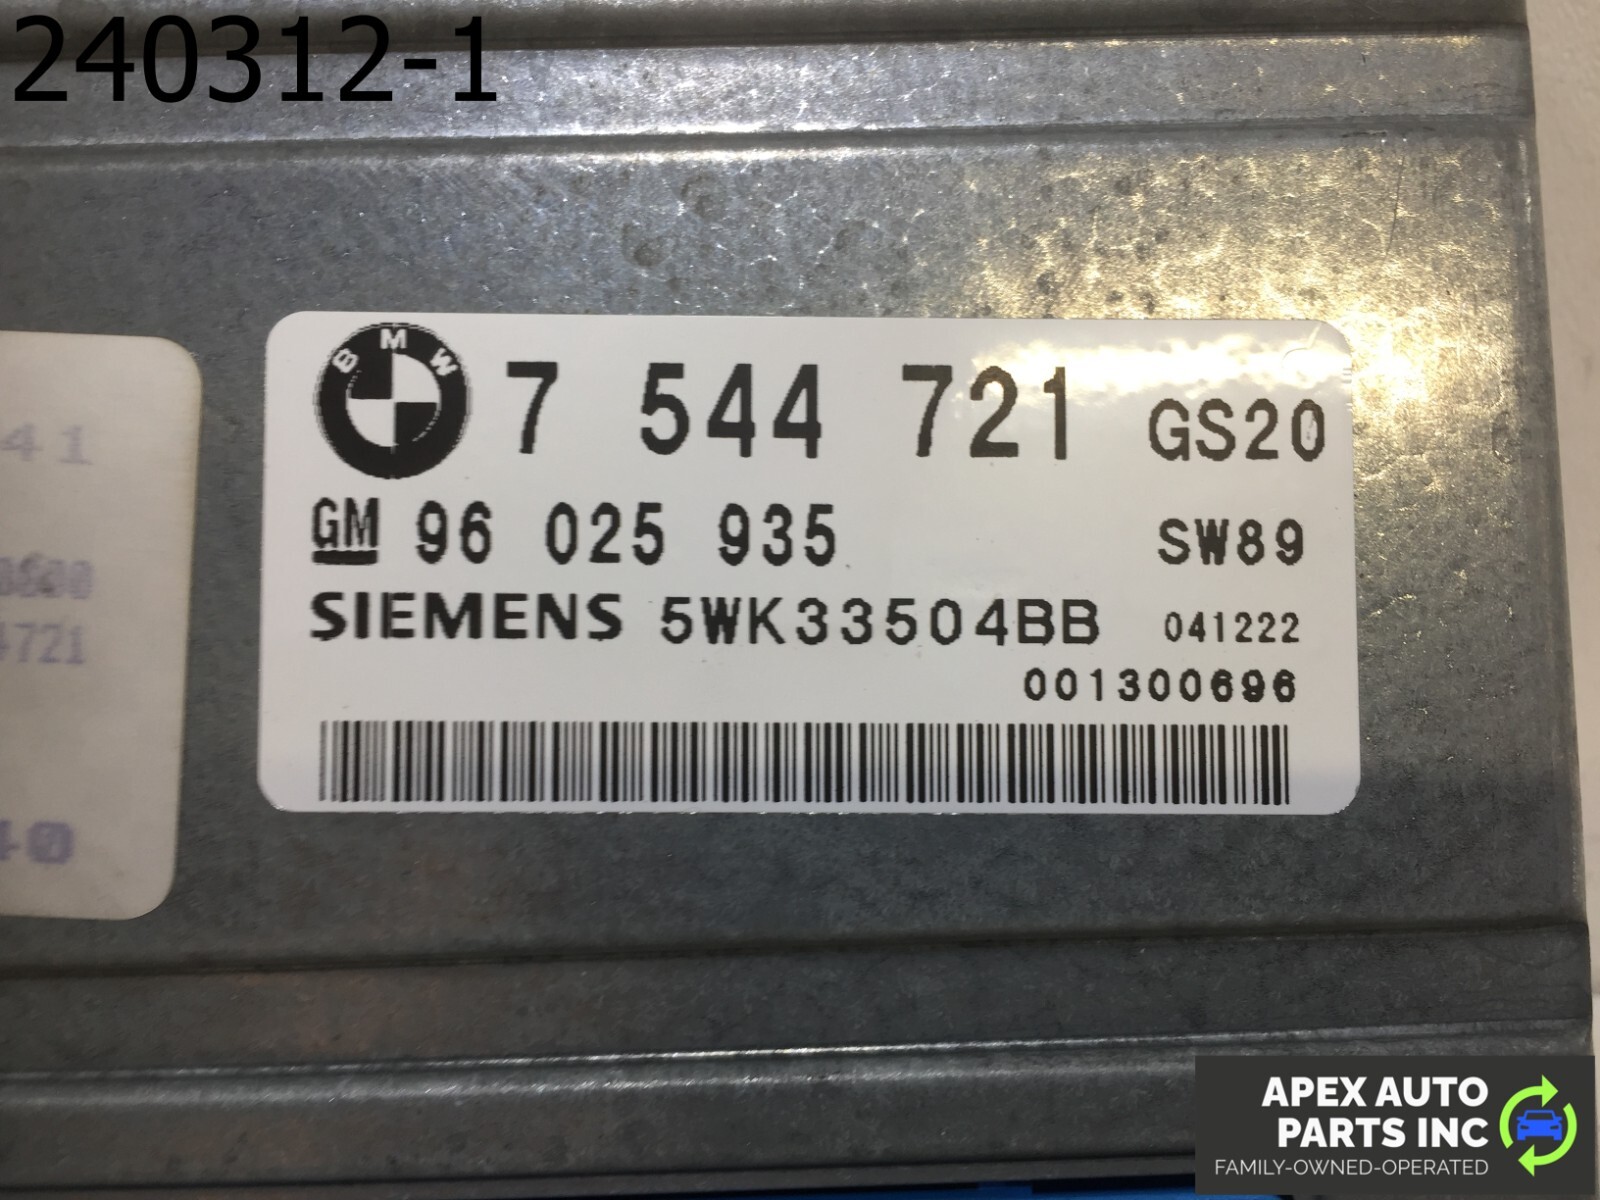 240312-1
BMW 7 544 721 GS20
GM 96 025 935 SW89
SIEMENS 5WK33504BB 041222
001300696
41
4721
40
APEX AUTO
PARTS INC
FAMILY-OWNED-OPERATED